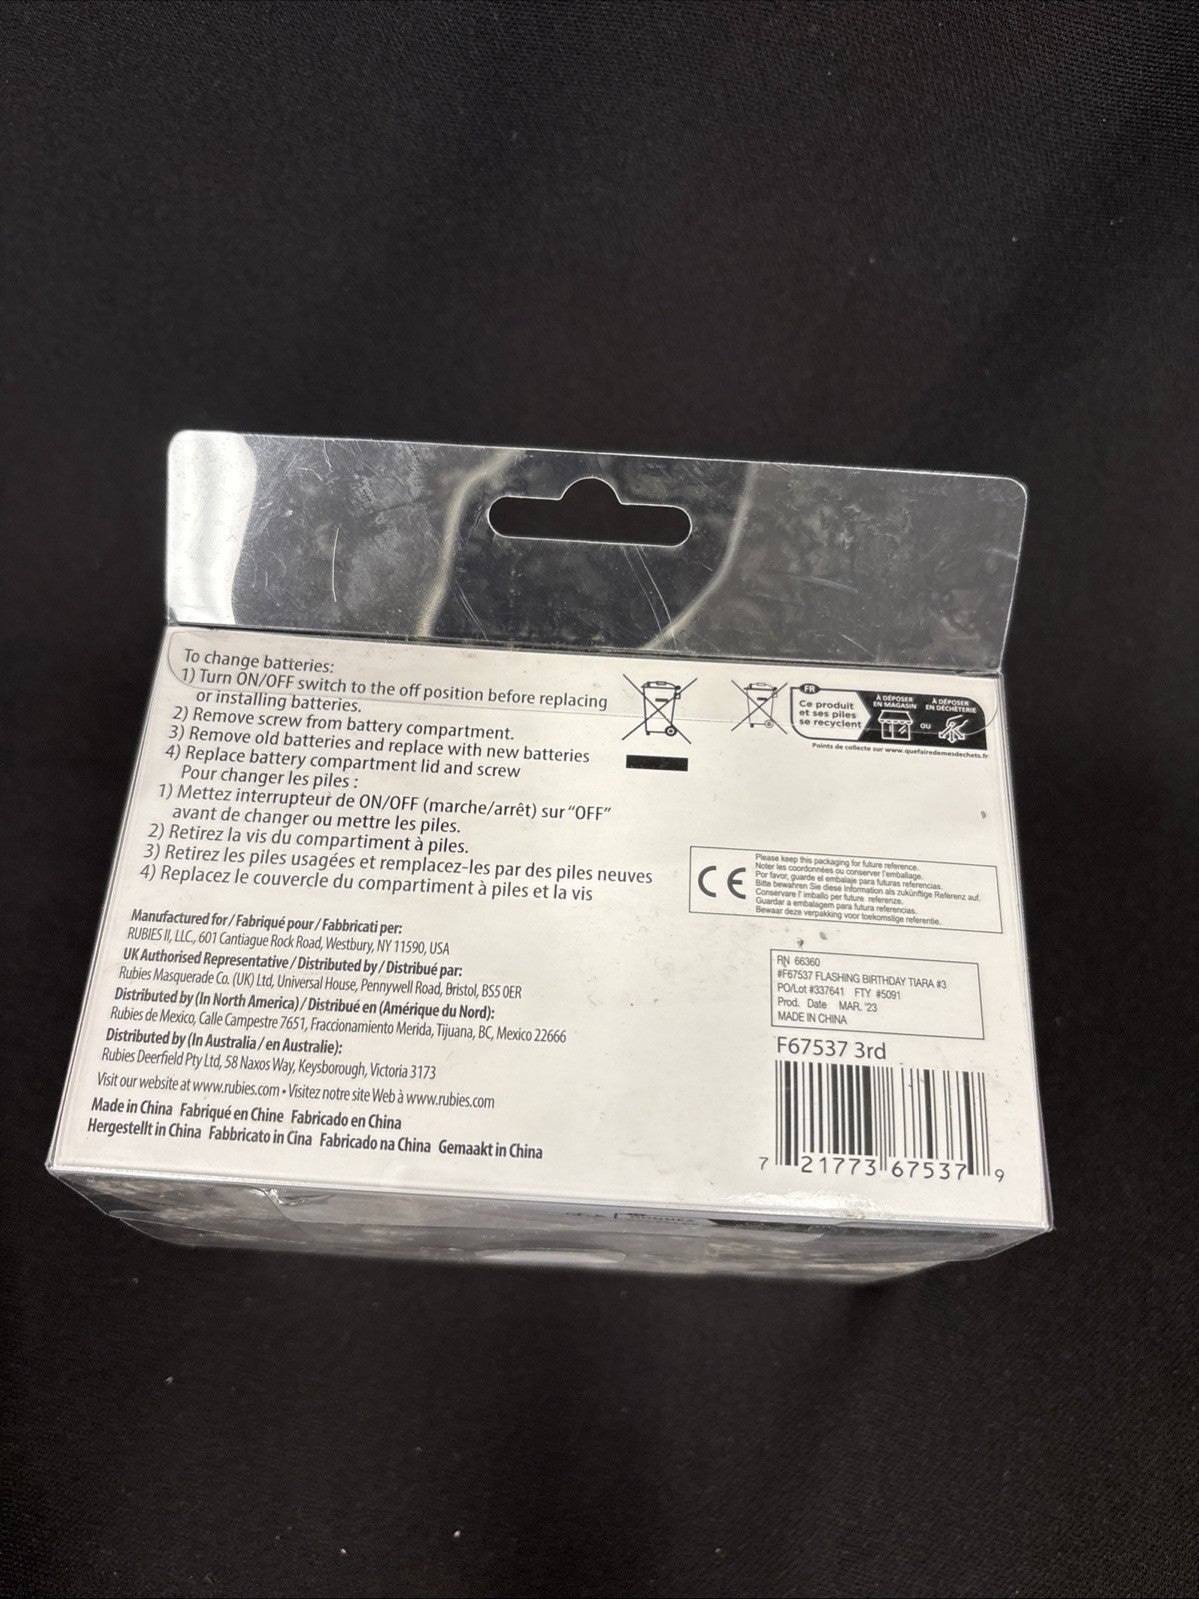 To change batteries:
1) Turn ON/OFF switch to the off position before replacing
or installing batteries.
2) Remove screw from battery compartment.
3) Remove old batteries and replace with new batteries
4) Replace battery compartment lid and screw
Pour changer les piles :
1) Mettez interrupteur de ON/OFF (marche/arrêt) sur “OFF”
avant de changer ou mettre les piles.
2) Retirez la vis du compartiment à piles.
3) Retirez les piles usagées et remplacez-les par des piles neuves
4) Replacez le couvercle du compartiment à piles et la vis
FR
Ce produit
et ses piles
se recyclent
À DÉPOSER
EN MAGASIN
OU
À DÉPOSER
EN DÉCHÈTERIE
Points de collecte sur www.quefairedemesdechets.fr
CE
Please keep this packaging for future reference.
Noter les coordonnées ou conserver l'emballage.
Por favor, guarde el embalaje para futuras referencias.
Bitte bewahren Sie diese Information als zukünftige Referenz auf.
Conservare l' imballo per future referenze.
Guardar a embalagem para futuras referencias.
Bewaar deze verpakking voor toekomstige referentie.
Manufactured for / Fabriqué pour / Fabbricati per:
RUBIES II, LLC., 601 Cantiague Rock Road, Westbury, NY 11590, USA
UK Authorised Representative / Distributed by / Distribué par:
Rubies Masquerade Co. (UK) Ltd, Universal House, Pennywell Road, Bristol, BS5 0ER
Distributed by (In North America) / Distribué en (Amérique du Nord):
Rubies de Mexico, Calle Campestre 7651, Fraccionamiento Merida, Tijuana, BC, Mexico 22666
Distributed by (In Australia / en Australie):
Rubies Deerfield Pty Ltd, 58 Naxos Way, Keysborough, Victoria 3173
Visit our website at www.rubies.com • Visitez notre site Web à www.rubies.com
Made in China Fabriqué en Chine Fabricado en China
Hergestellt in China Fabbricato in Cina Fabricado na China Gemaakt in China
RN 66360
#F67537 FLASHING BIRTHDAY TIARA #3
PO/Lot #337641 FTY #5091
Prod. Date MAR. '23
MADE IN CHINA
F67537 3rd
7 21773 67537 9